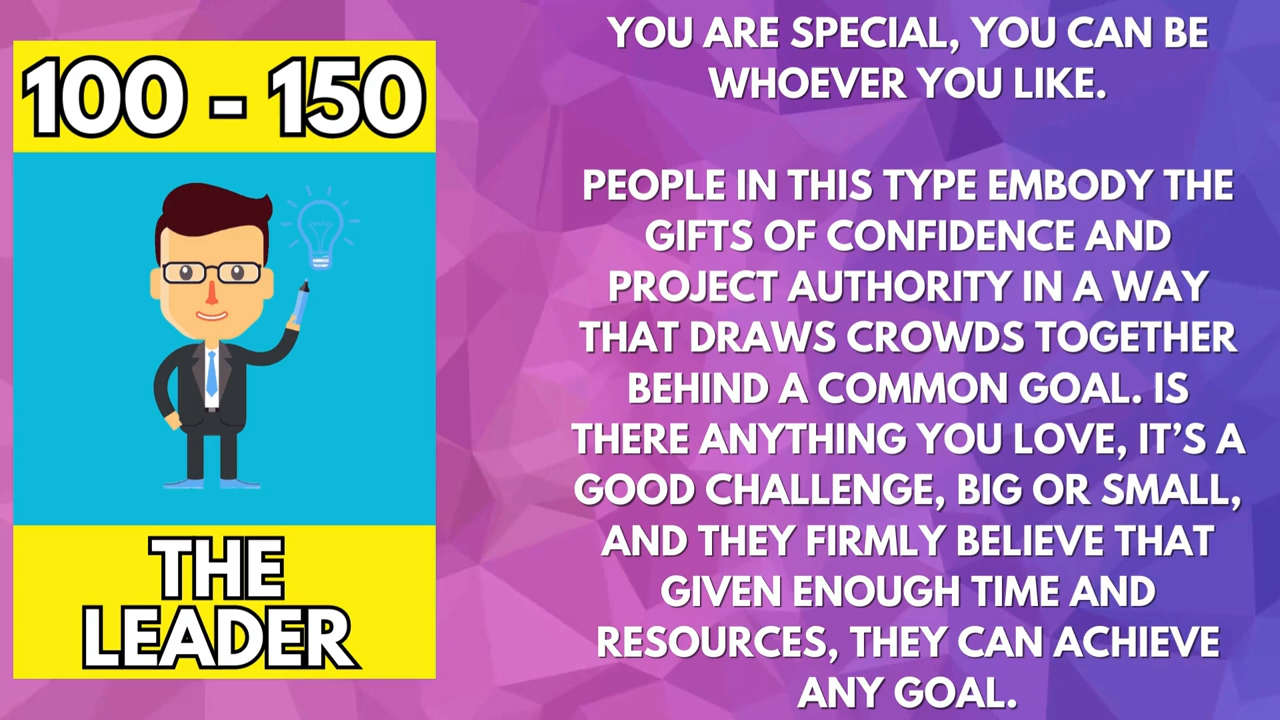 100 - 150
THE
LEADER
YOU ARE SPECIAL, YOU CAN BE
WHOEVER YOU LIKE.
PEOPLE IN THIS TYPE EMBODY THE
GIFTS OF CONFIDENCE AND
PROJECT AUTHORITY IN A WAY
THAT DRAWS CROWDS TOGETHER
BEHIND A COMMON GOAL. IS
THERE ANYTHING YOU LOVE, IT’S A
GOOD CHALLENGE, BIG OR SMALL,
AND THEY FIRMLY BELIEVE THAT
GIVEN ENOUGH TIME AND
RESOURCES, THEY CAN ACHIEVE
ANY GOAL.